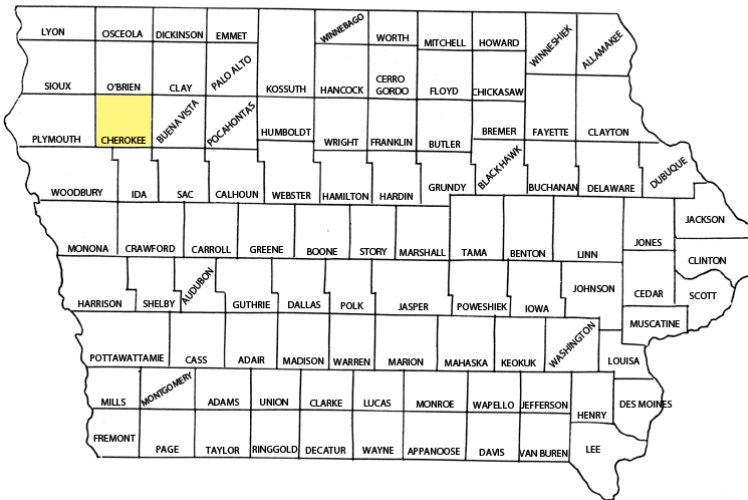 LYON OSCEOLA DICKINSON EMMET WINNEBAGO WORTH MITCHELL HOWARD WINNESHIEK ALLAMAKEE
SIOUX O'BRIEN CLAY PALO ALTO KOSSUTH HANCOCK CERRO GORDO FLOYD CHICKASAW
PLYMOUTH CHEROKEE BUENA VISTA POCAHONTAS HUMBOLDT WRIGHT FRANKLIN BUTLER BREMER FAYETTE CLAYTON
WOODBURY IDA SAC CALHOUN WEBSTER HAMILTON HARDIN GRUNDY BLACK HAWK BUCHANAN DELAWARE DUBUQUE
MONONA CRAWFORD CARROLL GREENE BOONE STORY MARSHALL TAMA BENTON LINN JONES JACKSON
CLINTON
HARRISON SHELBY AUDUBON GUTHRIE DALLAS POLK JASPER POWESHIEK IOWA JOHNSON CEDAR SCOTT
MUSCATINE
POTTAWATTAMIE CASS ADAIR MADISON WARREN MARION MAHASKA KEOKUK WASHINGTON LOUISA
MILLS MONTGOMERY ADAMS UNION CLARKE LUCAS MONROE WAPELLO JEFFERSON HENRY DES MOINES
FREMONT PAGE TAYLOR RINGGOLD DECATUR WAYNE APPANOOSE DAVIS VAN BUREN LEE